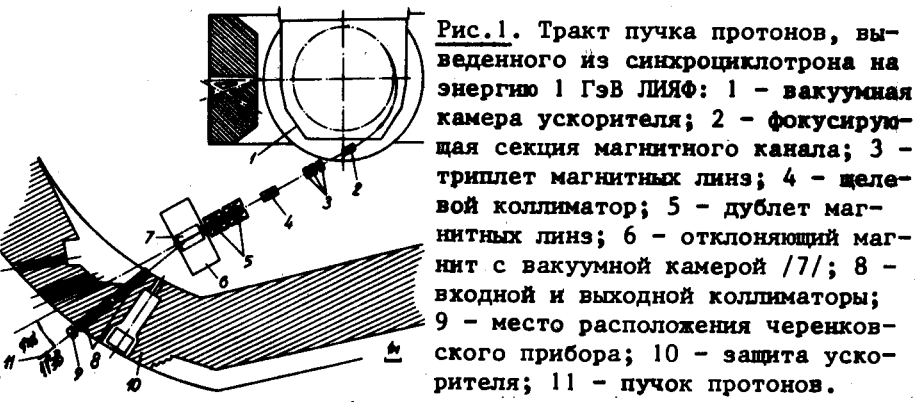 Рис.1. Тракт пучка протонов, вы-
веденного из синхроциклотрона на
энергию 1 ГэВ ЛИЯФ: 1 - вакуумная
камера ускорителя; 2 - фокусирую-
щая секция магнитного канала; 3 -
триплет магнитных линз; 4 - щеле-
вой коллиматор; 5 - дублет маг-
нитных линз; 6 - отклоняющий маг-
нит с вакуумной камерой /7/; 8 -
входной и выходной коллиматоры;
9 - место расположения черенков-
ского прибора; 10 - защита уско-
рителя; 11 - пучок протонов.
1
2
3
4
5
6
7
8
9
10
11
1м